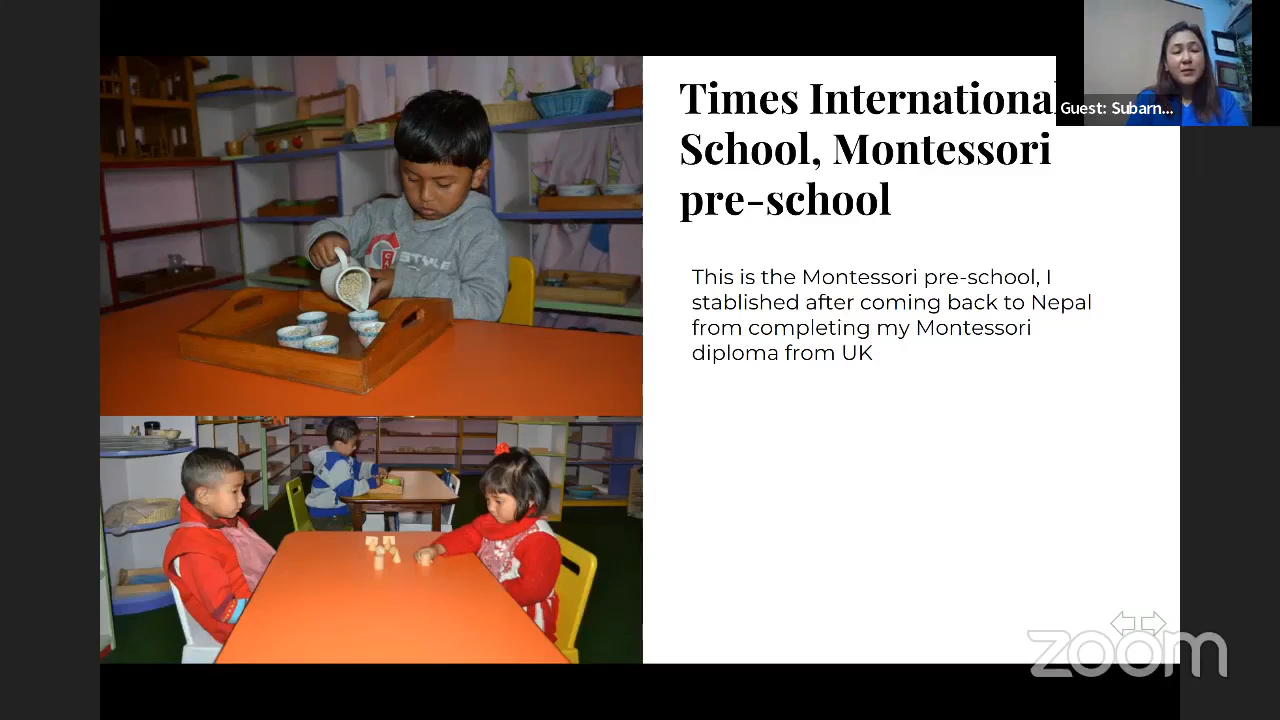 Times International
School, Montessori
pre-school
Guest: Subarn...
This is the Montessori pre-school, I
stablished after coming back to Nepal
from completing my Montessori
diploma from UK
STYLE
zoom